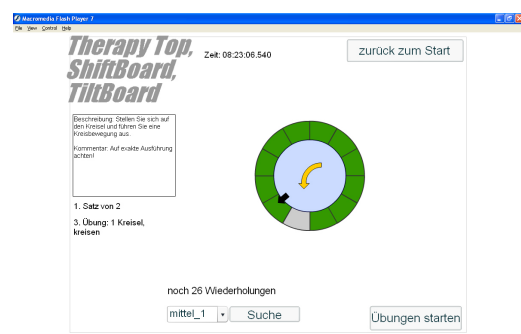 Macromedia Flash Player 7
File View Control Help
Therapy Top,
ShiftBoard,
TiltBoard
Zeit: 08:23:06.540
zurück zum Start
Beschreibung: Stellen Sie sich auf
den Kreisel und führen Sie eine
Kreisbewegung aus.
Kommentar: Auf exakte Ausführung
achten!
1. Satz von 2
3. Übung: 1 Kreisel,
kreisen
noch 26 Wiederholungen
mittel_1
Suche
Übungen starten